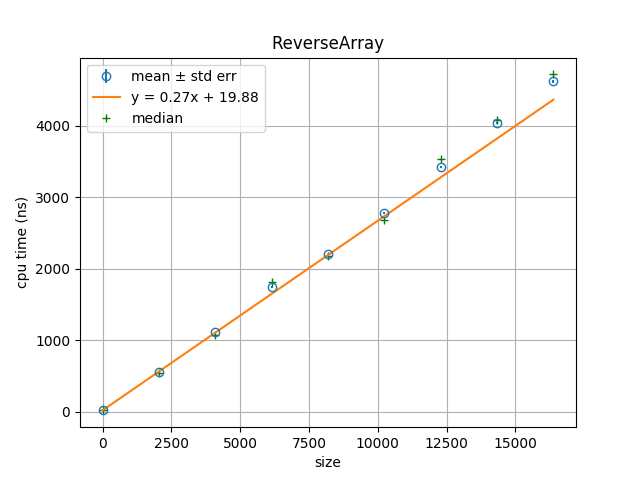 ReverseArray
mean ± std err
y = 0.27x + 19.88
median
4000
3000
2000
1000
0
cpu time (ns)
0 2500 5000 7500 10000 12500 15000
size